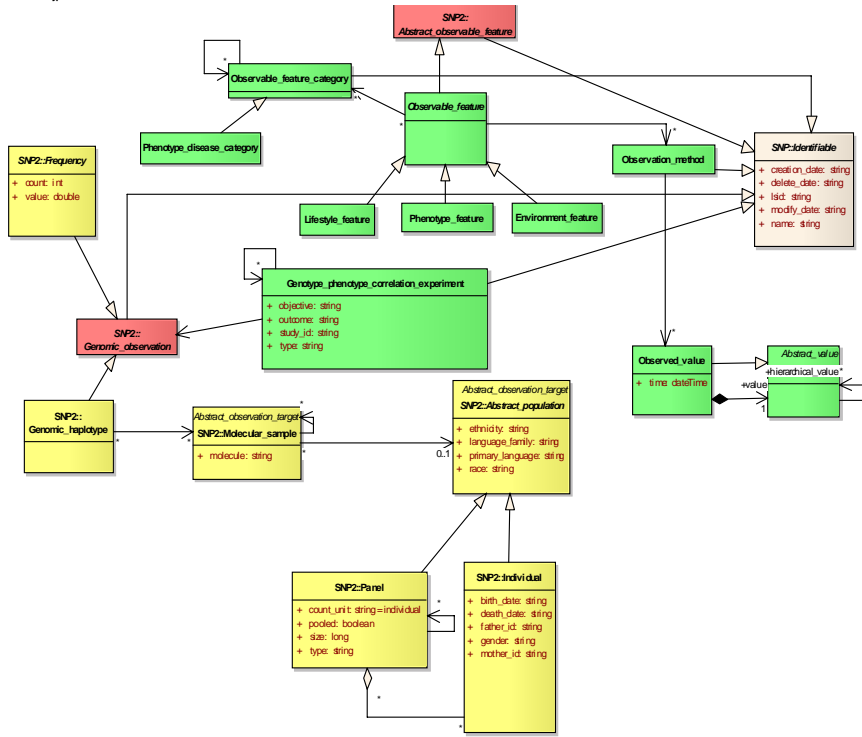 SNP2::
Abstract_observable_feature
*
Observable_feature_category
*
Observable_feature
*
*
Phenotype_disease_category
Observation_method
SNP::Identifiable
+ creation_date: string
+ delete_date: string
+ lsid: string
+ modify_date: string
+ name: string
SNP2::Frequency
+ count: int
+ value: double
Lifestyle_feature
Phenotype_feature
Environment_feature
*
Genotype_phenotype_correlation_experiment
+ objective: string
+ outcome: string
+ study_id: string
+ type: string
SNP2::
Genomic_observation
*
Observed_value
+ time: dateTime
Abstract_value
+hierarchical_value *
+value
1
SNP2::
Genomic_haplotype
*
*
*
Abstract_observation_target
*
SNP2::Molecular_sample
+ molecule: string
*
0..1
Abstract_observation_target
SNP2::Abstract_population
+ ethnicity: string
+ language_family: string
+ primary_language: string
+ race: string
SNP2::Panel
+ count_unit: string = individual
+ pooled: boolean
+ size: long
+ type: string
*
*
SNP2::Individual
+ birth_date: string
+ death_date: string
+ father_id: string
+ gender: string
+ mother_id: string
*